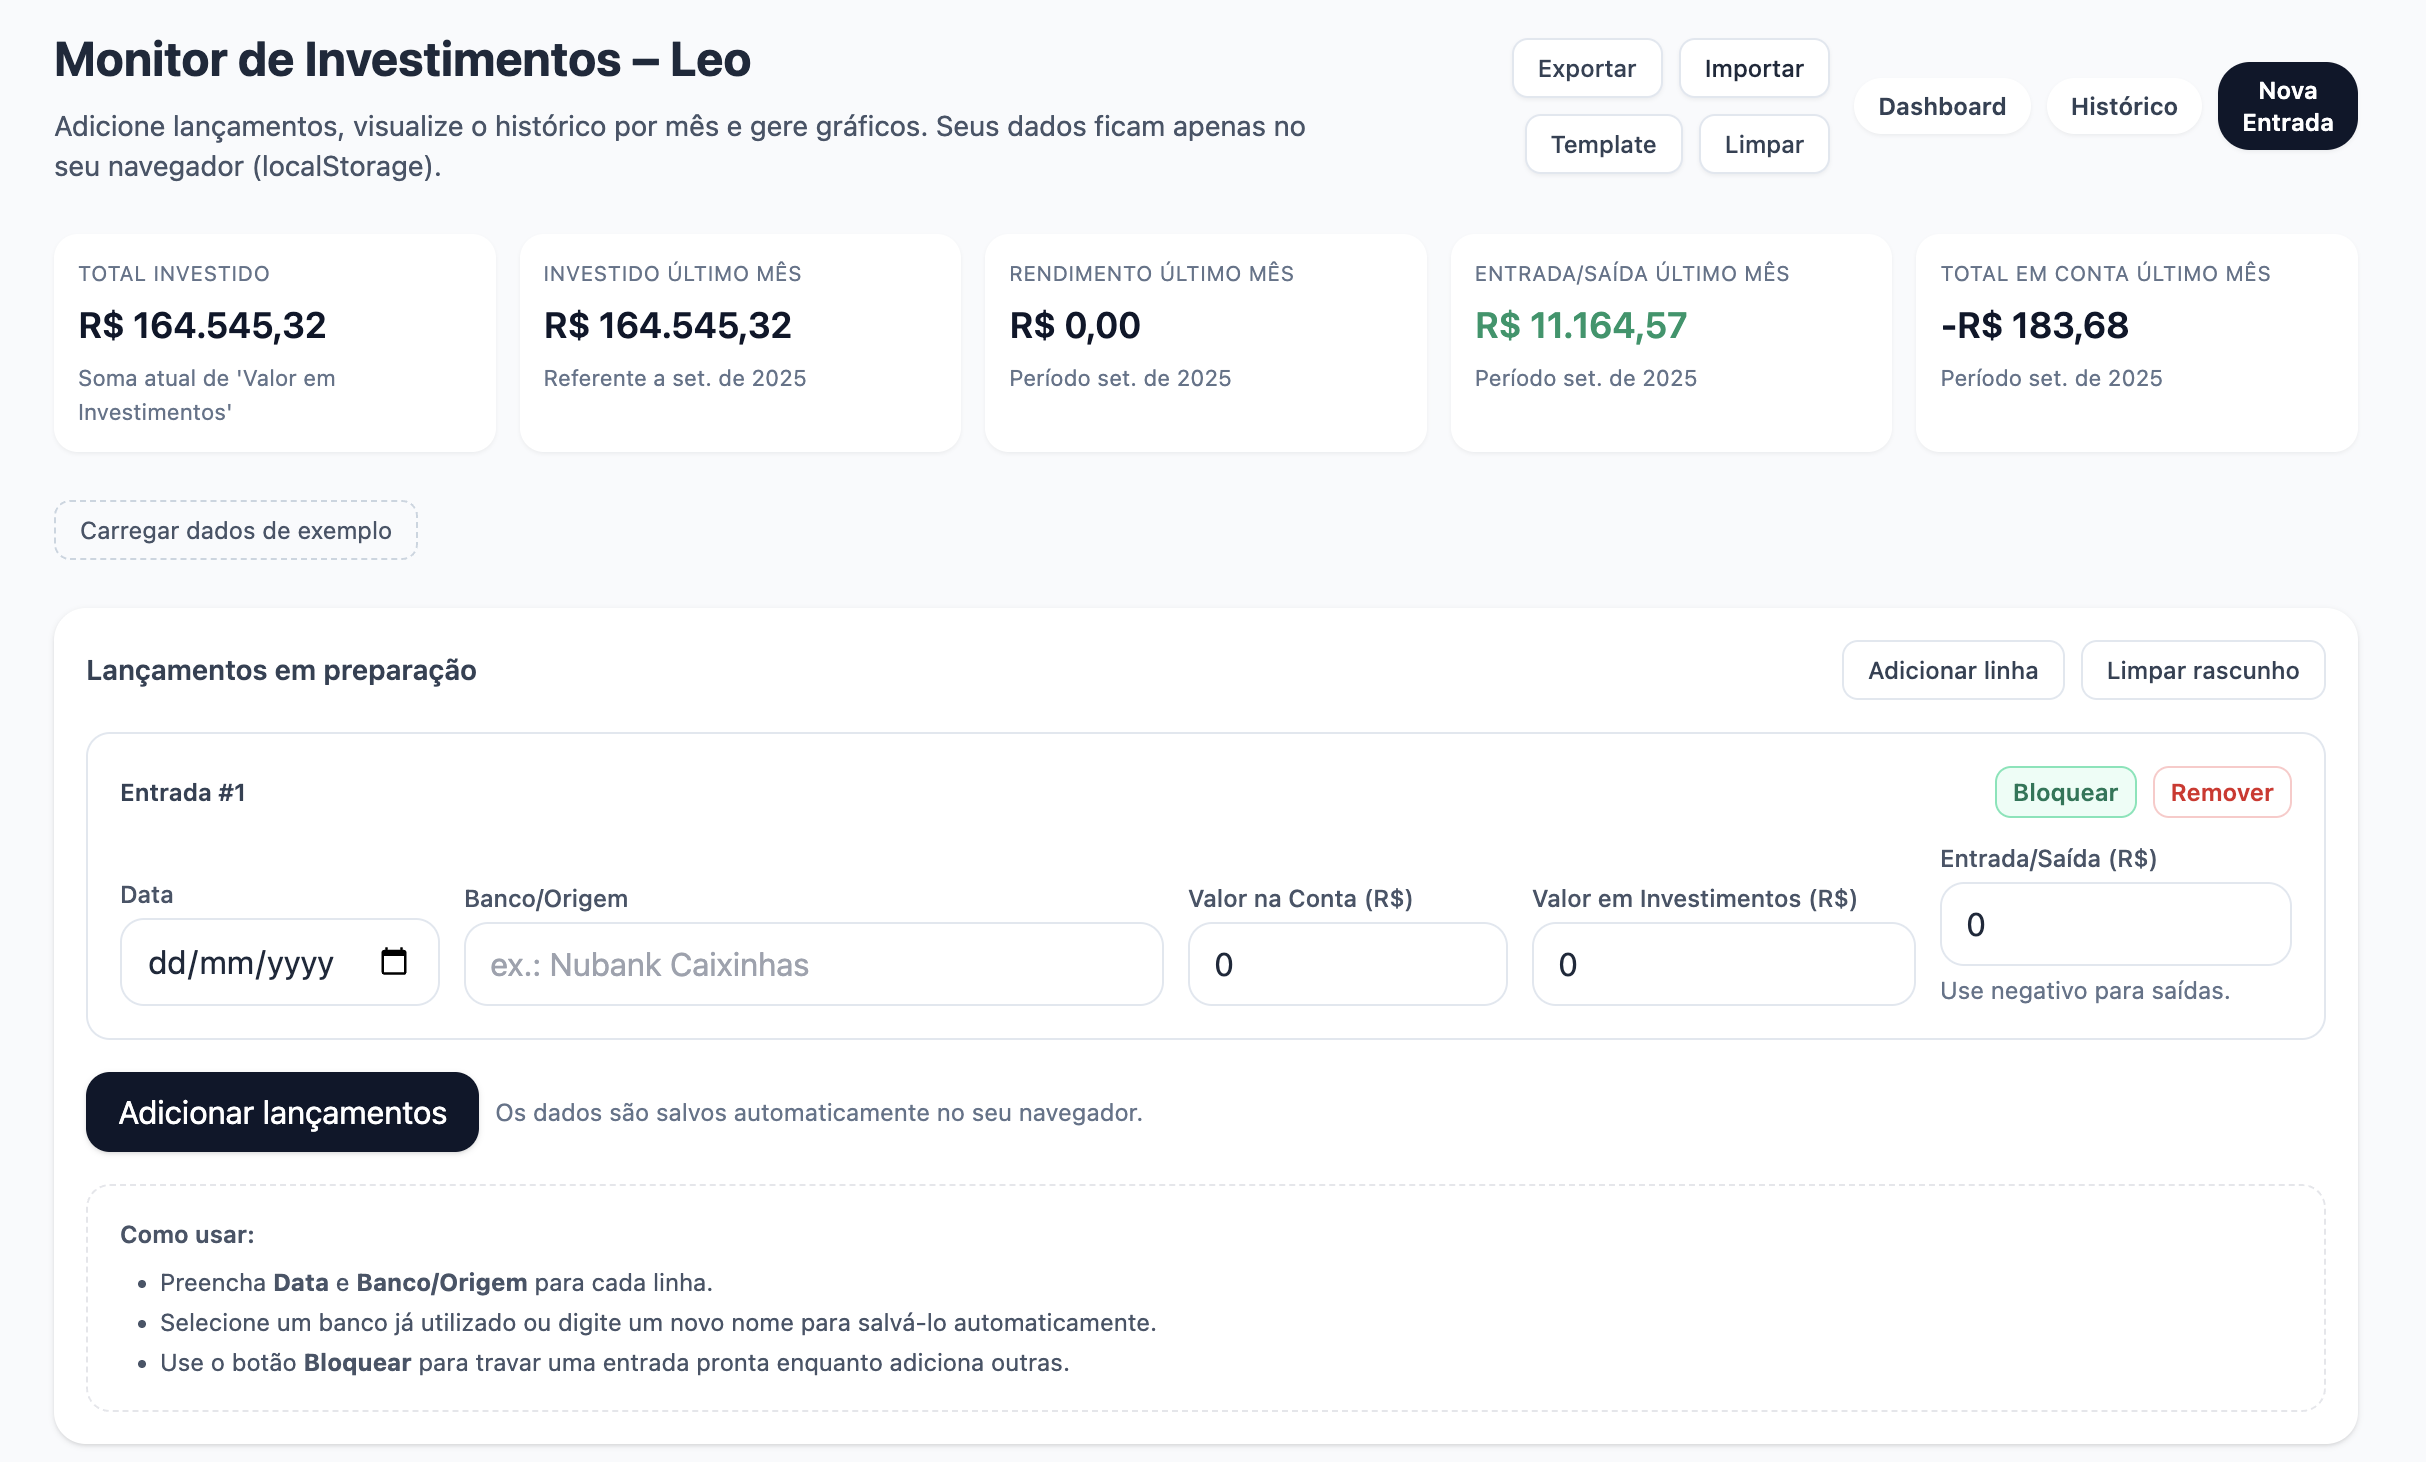 Monitor de Investimentos – Leo
Adicione lançamentos, visualize o histórico por mês e gere gráficos. Seus dados ficam apenas no
seu navegador (localStorage).
Exportar
Importar
Template
Limpar
Dashboard
Histórico
Nova
Entrada
TOTAL INVESTIDO
R$ 164.545,32
Soma atual de 'Valor em
Investimentos'
INVESTIDO ÚLTIMO MÊS
R$ 164.545,32
Referente a set. de 2025
RENDIMENTO ÚLTIMO MÊS
R$ 0,00
Período set. de 2025
ENTRADA/SAÍDA ÚLTIMO MÊS
R$ 11.164,57
Período set. de 2025
TOTAL EM CONTA ÚLTIMO MÊS
-R$ 183,68
Período set. de 2025
Carregar dados de exemplo
Lançamentos em preparação
Adicionar linha
Limpar rascunho
Entrada #1
Bloquear
Remover
Data
dd/mm/yyyy
Banco/Origem
ex.: Nubank Caixinhas
Valor na Conta (R$)
0
Valor em Investimentos (R$)
0
Entrada/Saída (R$)
0
Use negativo para saídas.
Adicionar lançamentos
Os dados são salvos automaticamente no seu navegador.
Como usar:
• Preencha Data e Banco/Origem para cada linha.
• Selecione um banco já utilizado ou digite um novo nome para salvá-lo automaticamente.
• Use o botão Bloquear para travar uma entrada pronta enquanto adiciona outras.